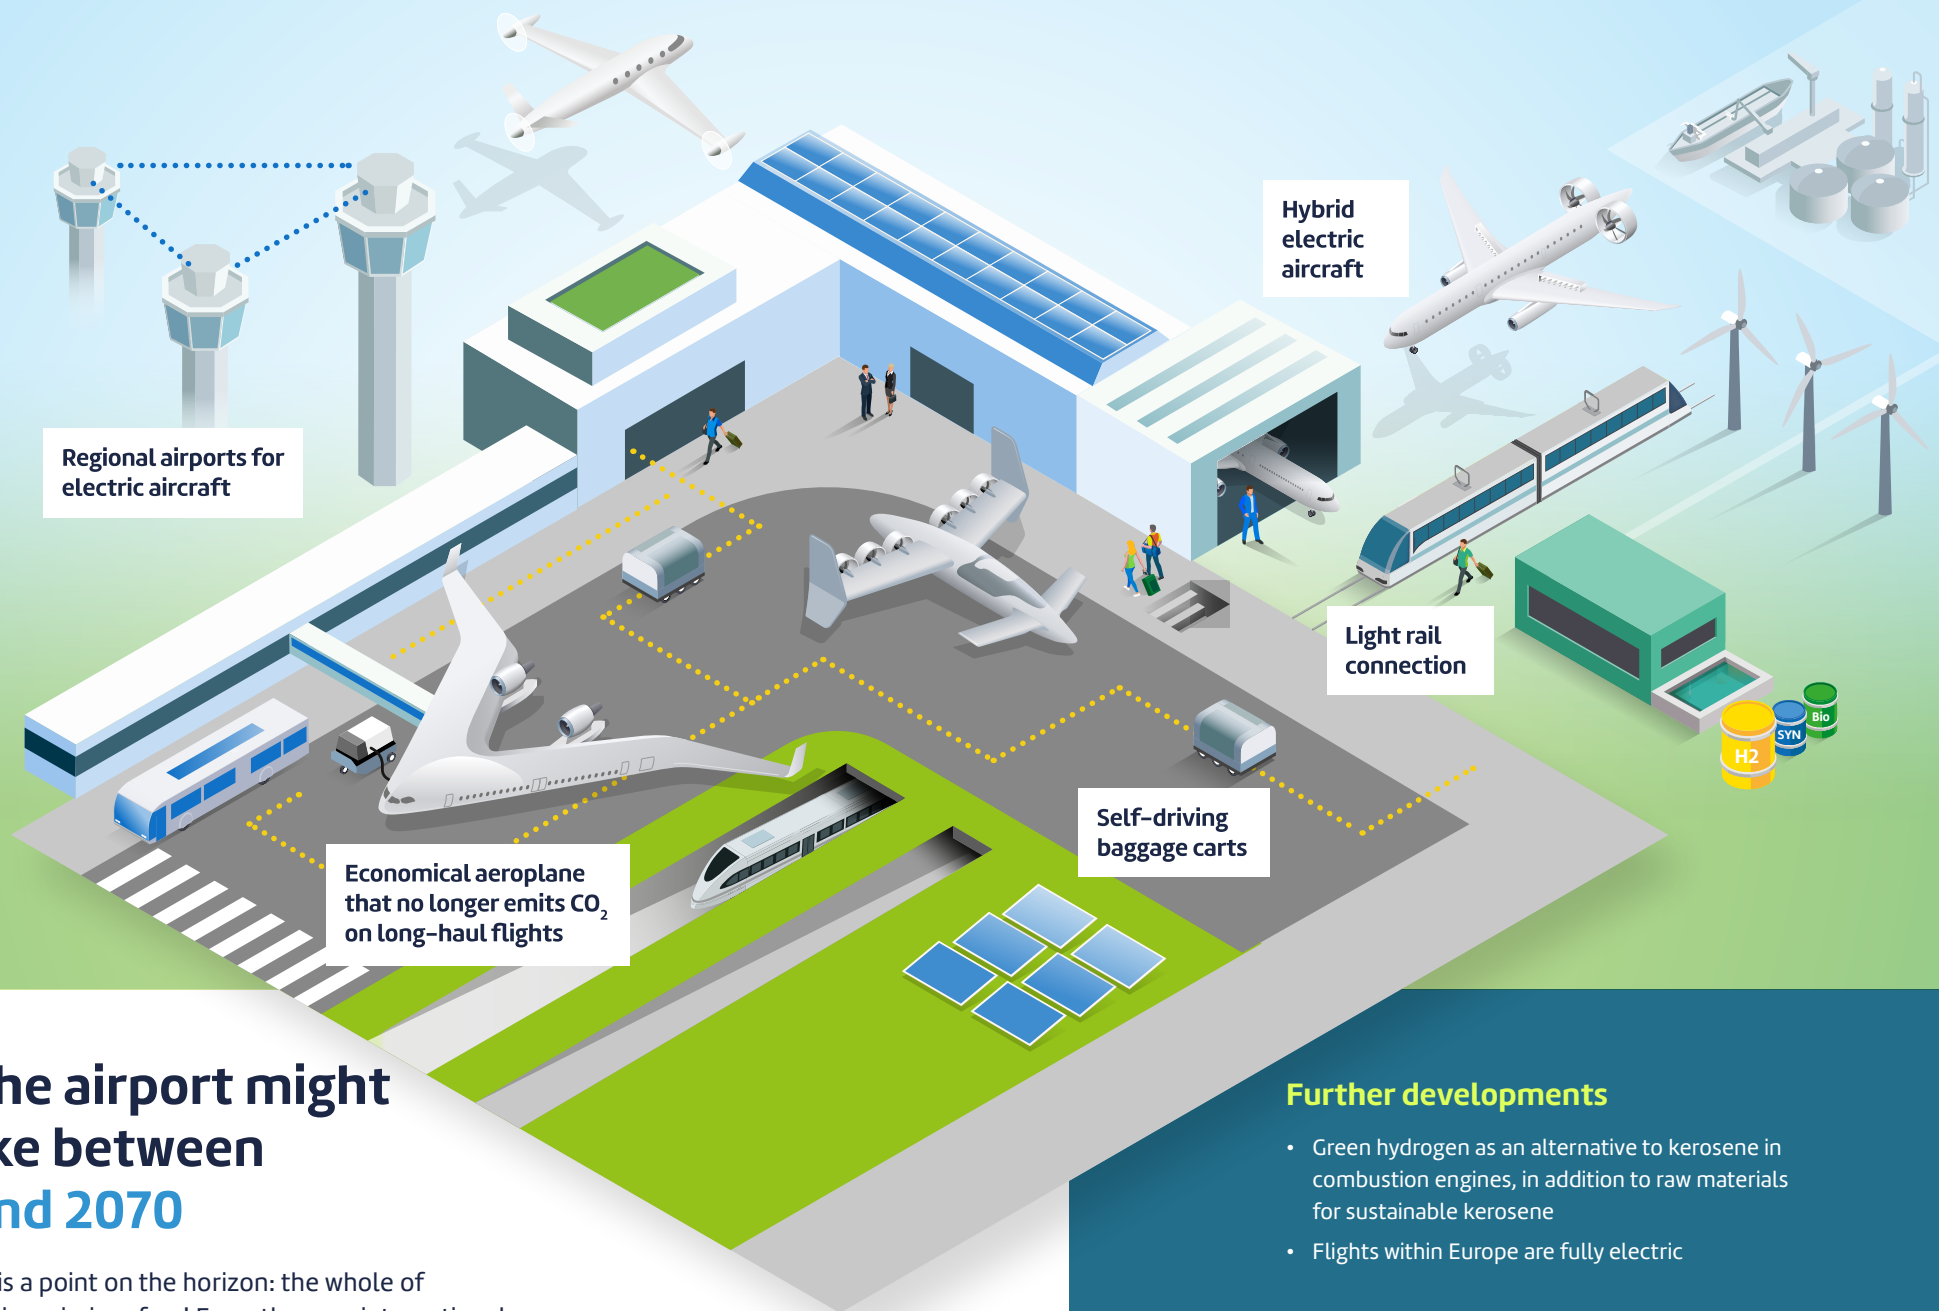 Hybrid
electric
aircraft
Regional airports for
electric aircraft
Light rail
connection
Bio
SYN
H2
Self-driving
baggage carts
Economical aeroplane
that no longer emits CO₂
on long-haul flights
he airport might
ke between
nd 2070
is a point on the horizon: the whole of
Further developments
• Green hydrogen as an alternative to kerosene in
combustion engines, in addition to raw materials
for sustainable kerosene
• Flights within Europe are fully electric